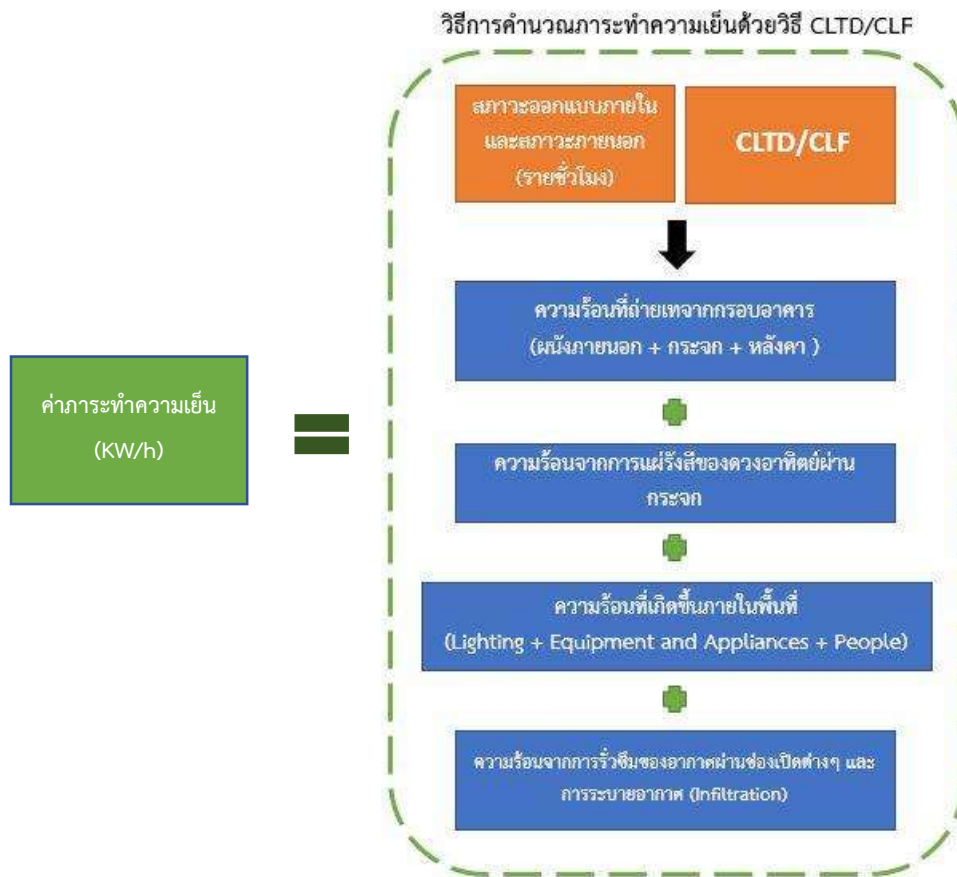 วิธีการคำนวณภาระทำความเย็นด้วยวิธี CLTD/CLF
สภาวะออกแบบภายใน
และสภาวะภายนอก
(รายชั่วโมง)
CLTD/CLF
ความร้อนที่ถ่ายเทจากกรอบอาคาร
(ผนังภายนอก + กระจก + หลังคา )
ค่าภาระทำความเย็น
(KW/h)
ความร้อนจากการแผ่รังสีของดวงอาทิตย์ผ่าน
กระจก
ความร้อนที่เกิดขึ้นภายในพื้นที่
(Lighting + Equipment and Appliances + People)
ความร้อนจากการรั่วซึมของอากาศผ่านช่องเปิดต่างๆ และ
การระบายอากาศ (Infiltration)